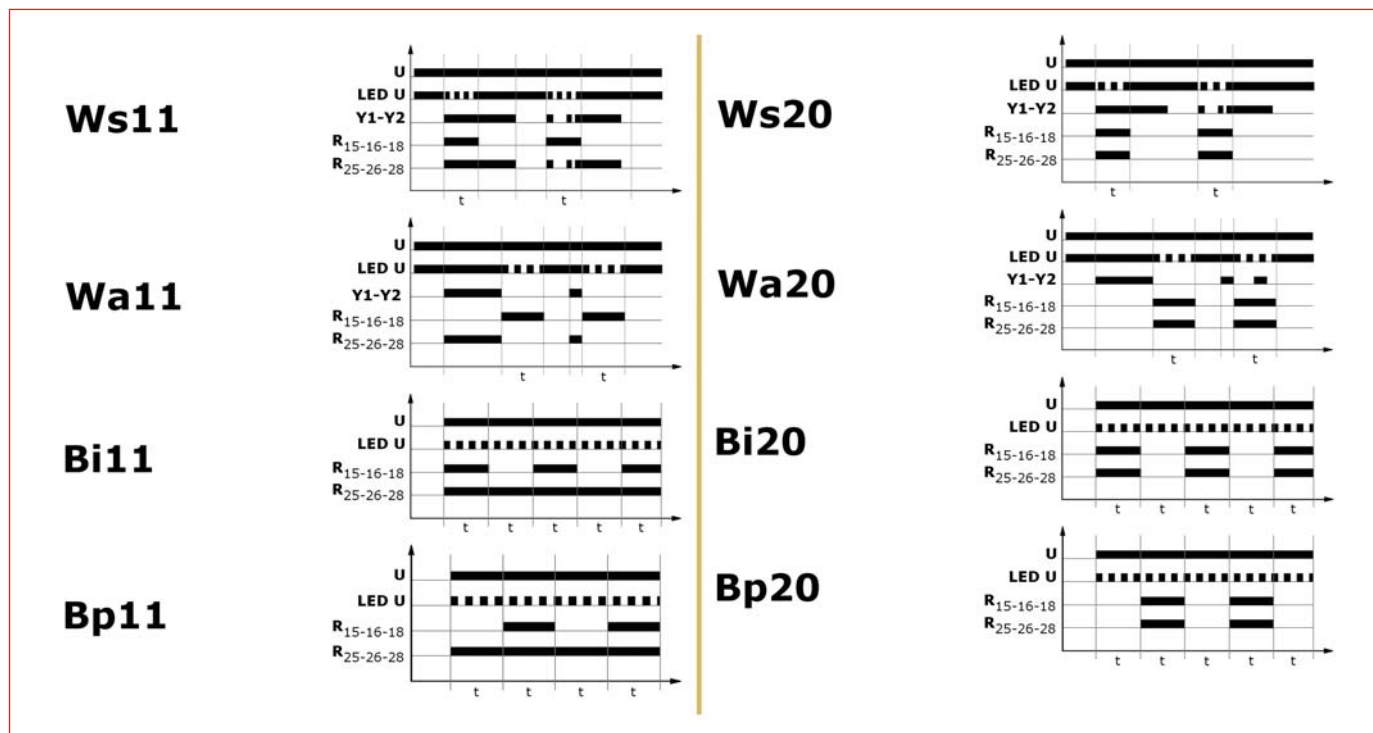 Ws11
U
LED U
Y1-Y2
R15-16-18
R25-26-28
t t
Wa11
U
LED U
Y1-Y2
R15-16-18
R25-26-28
t t
Bi11
U
LED U
R15-16-18
R25-26-28
t t t t t
Bp11
U
LED U
R15-16-18
R25-26-28
t t t t
Ws20
U
LED U
Y1-Y2
R15-16-18
R25-26-28
t t
Wa20
U
LED U
Y1-Y2
R15-16-18
R25-26-28
t t
Bi20
U
LED U
R15-16-18
R25-26-28
t t t t t
Bp20
U
LED U
R15-16-18
R25-26-28
t t t t t